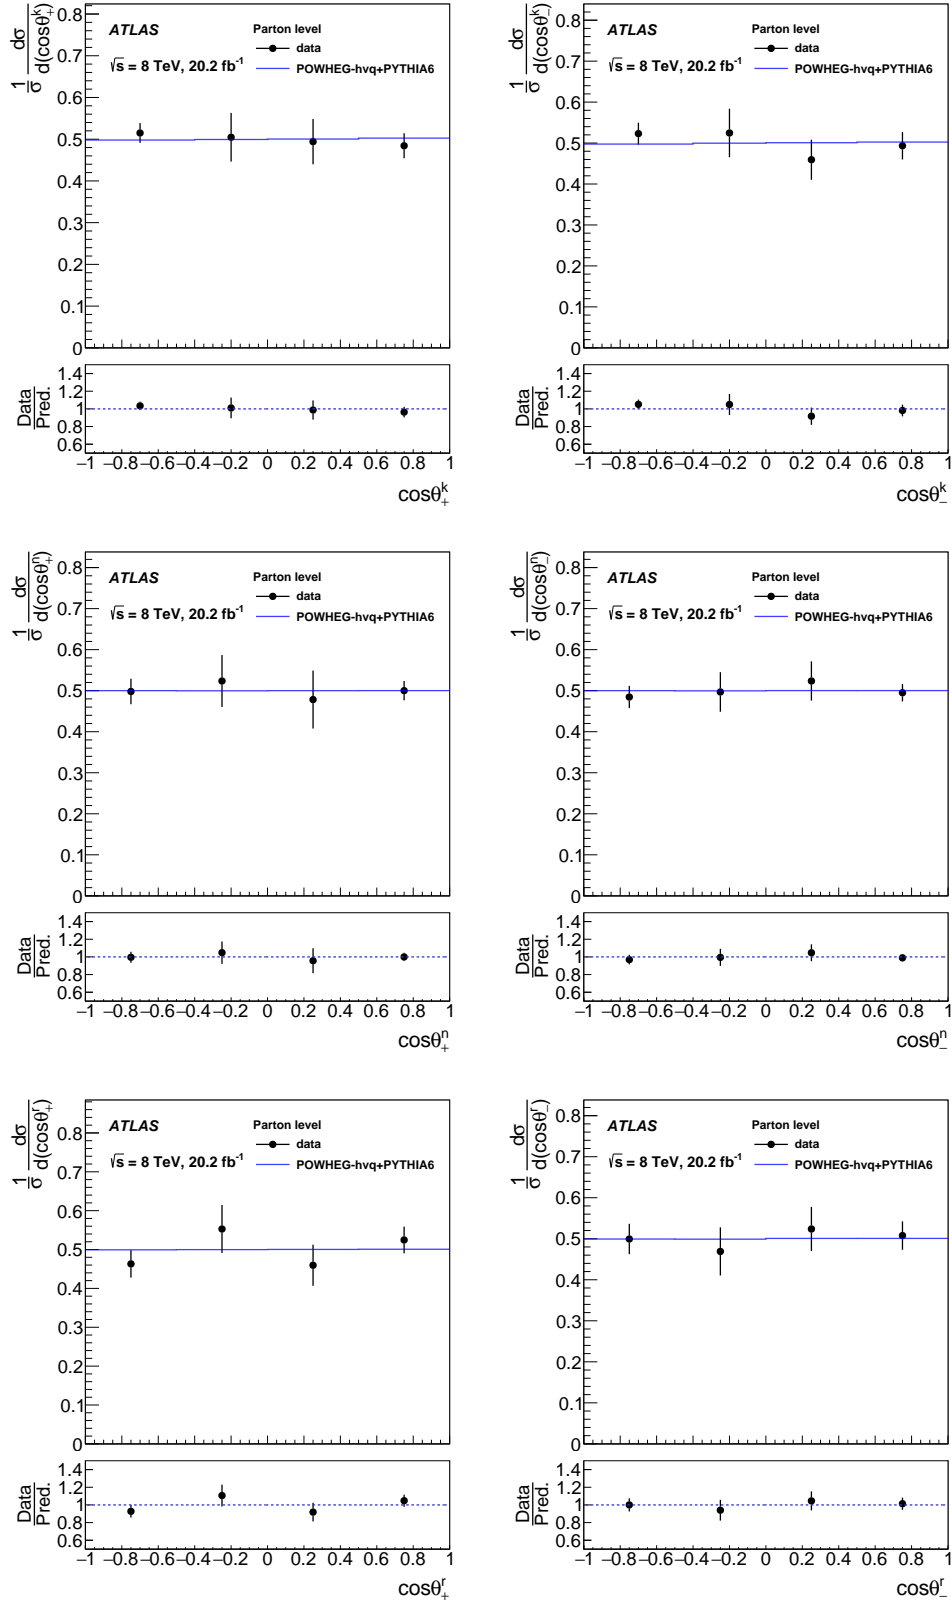 1/σ dσ/d(cosθ₊ᵏ)
0.8
0.7
0.6
0.5
0.4
0.3
0.2
0.1
0
ATLAS
√s = 8 TeV, 20.2 fb⁻¹
Parton level
data
POWHEG-hvq+PYTHIA6
Data/Pred.
1.4
1.2
1
0.8
0.6
−1 −0.8 −0.6 −0.4 −0.2 0 0.2 0.4 0.6 0.8 1
cosθ₊ᵏ
1/σ dσ/d(cosθ₋ᵏ)
0.8
0.7
0.6
0.5
0.4
0.3
0.2
0.1
0
ATLAS
√s = 8 TeV, 20.2 fb⁻¹
Parton level
data
POWHEG-hvq+PYTHIA6
Data/Pred.
1.4
1.2
1
0.8
0.6
−1 −0.8 −0.6 −0.4 −0.2 0 0.2 0.4 0.6 0.8 1
cosθ₋ᵏ
1/σ dσ/d(cosθ₊ⁿ)
0.8
0.7
0.6
0.5
0.4
0.3
0.2
0.1
0
ATLAS
√s = 8 TeV, 20.2 fb⁻¹
Parton level
data
POWHEG-hvq+PYTHIA6
Data/Pred.
1.4
1.2
1
0.8
0.6
−1 −0.8 −0.6 −0.4 −0.2 0 0.2 0.4 0.6 0.8 1
cosθ₊ⁿ
1/σ dσ/d(cosθ₋ⁿ)
0.8
0.7
0.6
0.5
0.4
0.3
0.2
0.1
0
ATLAS
√s = 8 TeV, 20.2 fb⁻¹
Parton level
data
POWHEG-hvq+PYTHIA6
Data/Pred.
1.4
1.2
1
0.8
0.6
−1 −0.8 −0.6 −0.4 −0.2 0 0.2 0.4 0.6 0.8 1
cosθ₋ⁿ
1/σ dσ/d(cosθ₊ʳ)
0.8
0.7
0.6
0.5
0.4
0.3
0.2
0.1
0
ATLAS
√s = 8 TeV, 20.2 fb⁻¹
Parton level
data
POWHEG-hvq+PYTHIA6
Data/Pred.
1.4
1.2
1
0.8
0.6
−1 −0.8 −0.6 −0.4 −0.2 0 0.2 0.4 0.6 0.8 1
cosθ₊ʳ
1/σ dσ/d(cosθ₋ʳ)
0.8
0.7
0.6
0.5
0.4
0.3
0.2
0.1
0
ATLAS
√s = 8 TeV, 20.2 fb⁻¹
Parton level
data
POWHEG-hvq+PYTHIA6
Data/Pred.
1.4
1.2
1
0.8
0.6
−1 −0.8 −0.6 −0.4 −0.2 0 0.2 0.4 0.6 0.8 1
cosθ₋ʳ